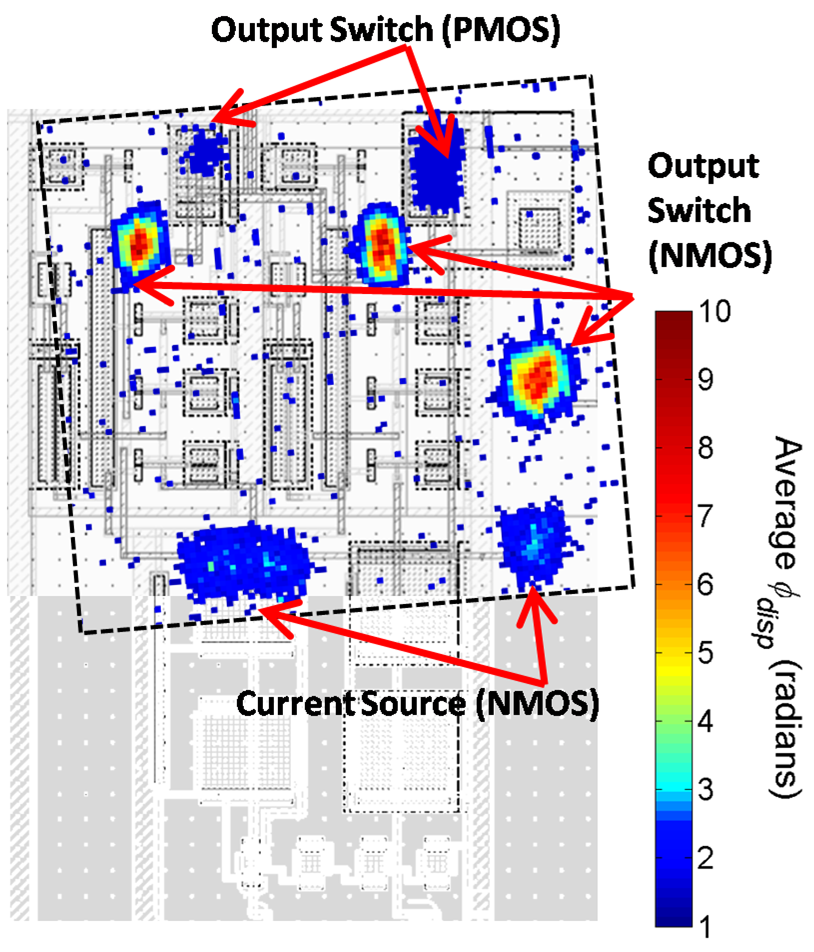 Output Switch (PMOS)
Output
Switch
(NMOS)
10
9
8
7
6
5
4
3
2
1
Average ϕdisp (radians)
Current Source (NMOS)